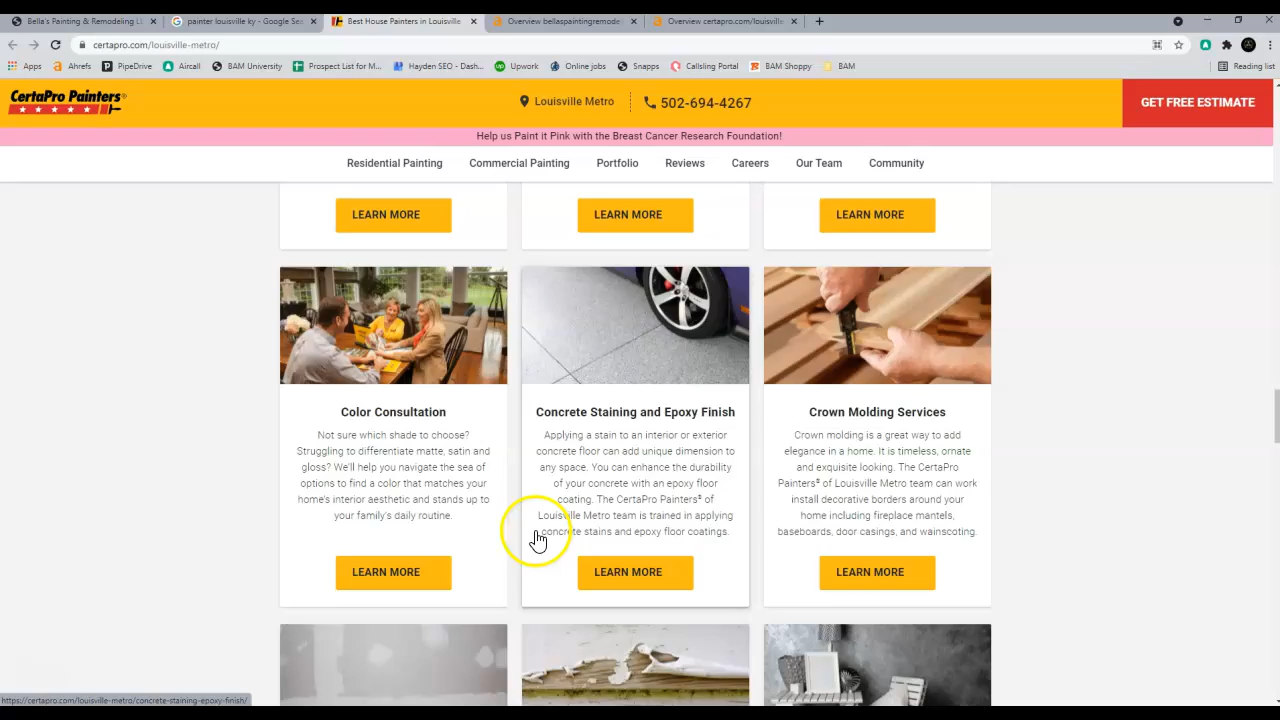 Bella's Painting & Remodeling Ll
painter louisville ky - Google Sea
Best House Painters in Louisville
Overview bellaspaintingremode
Overview certapro.com/louisville
certapro.com/louisville-metro/
Apps
Ahrefs
PipeDrive
Aircall
BAM University
Prospect List for M...
Hayden SEO - Dash...
Upwork
Online jobs
Snapps
Callsling Portal
BAM Shoppy
BAM
Reading list
CertaPro Painters®
Louisville Metro
502-694-4267
GET FREE ESTIMATE
Help us Paint it Pink with the Breast Cancer Research Foundation!
Residential Painting
Commercial Painting
Portfolio
Reviews
Careers
Our Team
Community
LEARN MORE
LEARN MORE
LEARN MORE
Color Consultation
Not sure which shade to choose?
Struggling to differentiate matte, satin and
gloss? We'll help you navigate the sea of
options to find a color that matches your
home's interior aesthetic and stands up to
your family's daily routine.
LEARN MORE
Concrete Staining and Epoxy Finish
Applying a stain to an interior or exterior
concrete floor can add unique dimension to
any space. You can enhance the durability
of your concrete with an epoxy floor
coating. The CertaPro Painters® of
Louisville Metro team is trained in applying
concrete stains and epoxy floor coatings.
LEARN MORE
Crown Molding Services
Crown molding is a great way to add
elegance in a home. It is timeless, ornate
and exquisite looking. The CertaPro
Painters® of Louisville Metro team can work
install decorative borders around your
home including fireplace mantels,
baseboards, door casings, and wainscoting.
LEARN MORE
https://certapro.com/louisville-metro/concrete-staining-epoxy-finish/